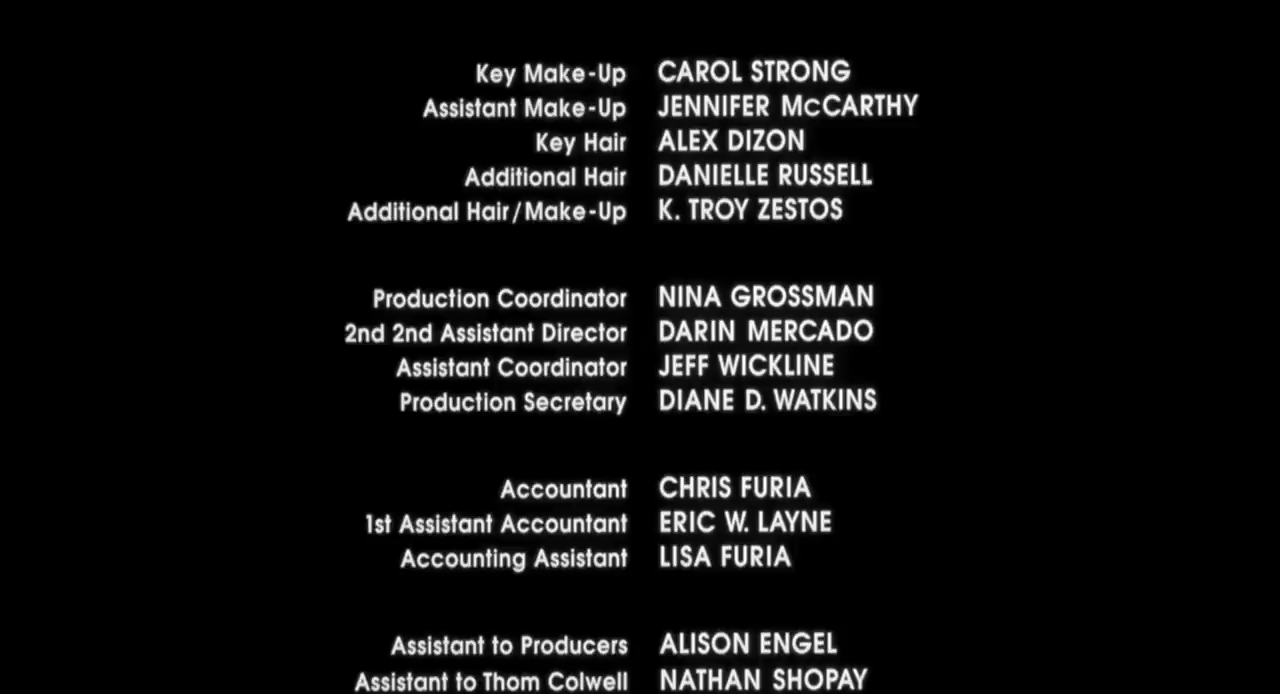 Key Make-Up CAROL STRONG
Assistant Make-Up JENNIFER McCARTHY
Key Hair ALEX DIZON
Additional Hair DANIELLE RUSSELL
Additional Hair/Make-Up K. TROY ZESTOS
Production Coordinator NINA GROSSMAN
2nd 2nd Assistant Director DARIN MERCADO
Assistant Coordinator JEFF WICKLINE
Production Secretary DIANE D. WATKINS
Accountant CHRIS FURIA
1st Assistant Accountant ERIC W. LAYNE
Accounting Assistant LISA FURIA
Assistant to Producers ALISON ENGEL
Assistant to Thom Colwell NATHAN SHOPAY